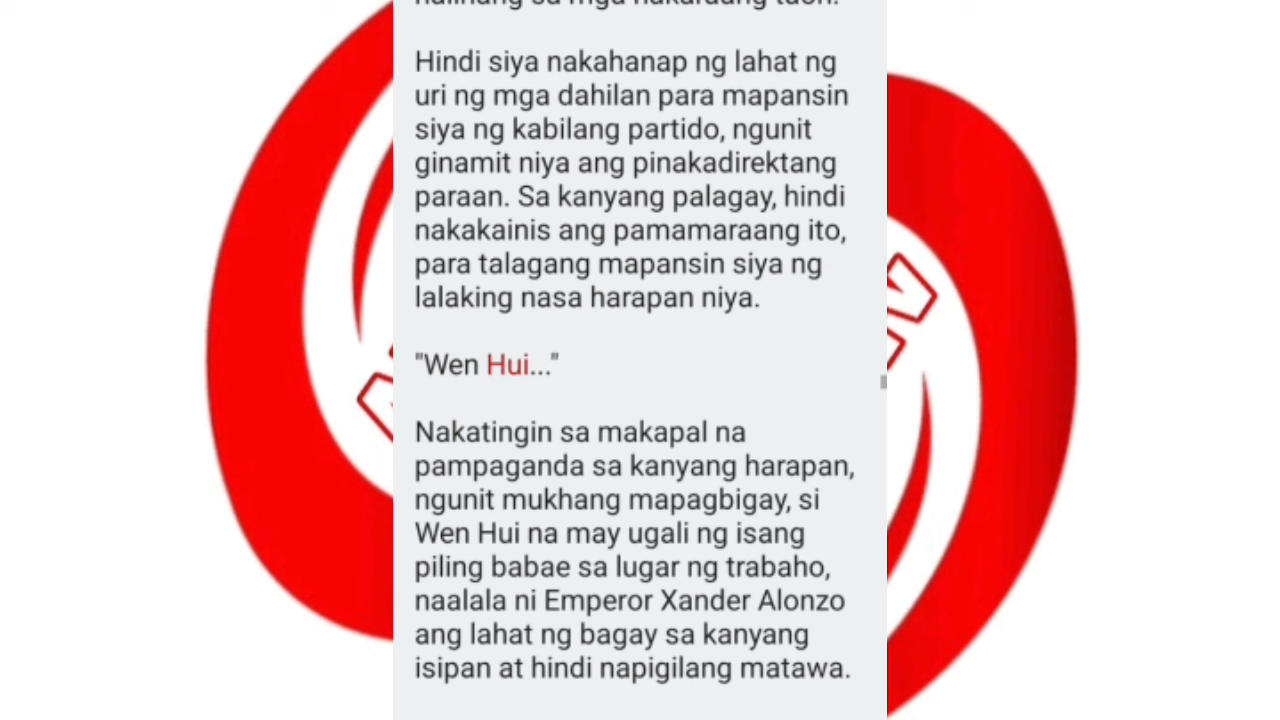 Hindi siya nakahanap ng lahat ng
uri ng mga dahilan para mapansin
siya ng kabilang partido, ngunit
ginamit niya ang pinakadirektang
paraan. Sa kanyang palagay, hindi
nakakainis ang pamamaraang ito,
para talagang mapansin siya ng
lalaking nasa harapan niya.
"Wen Hui..."
Nakatingin sa makapal na
pampaganda sa kanyang harapan,
ngunit mukhang mapagbigay, si
Wen Hui na may ugali ng isang
piling babae sa lugar ng trabaho,
naalala ni Emperor Xander Alonzo
ang lahat ng bagay sa kanyang
isipan at hindi napigilang matawa.